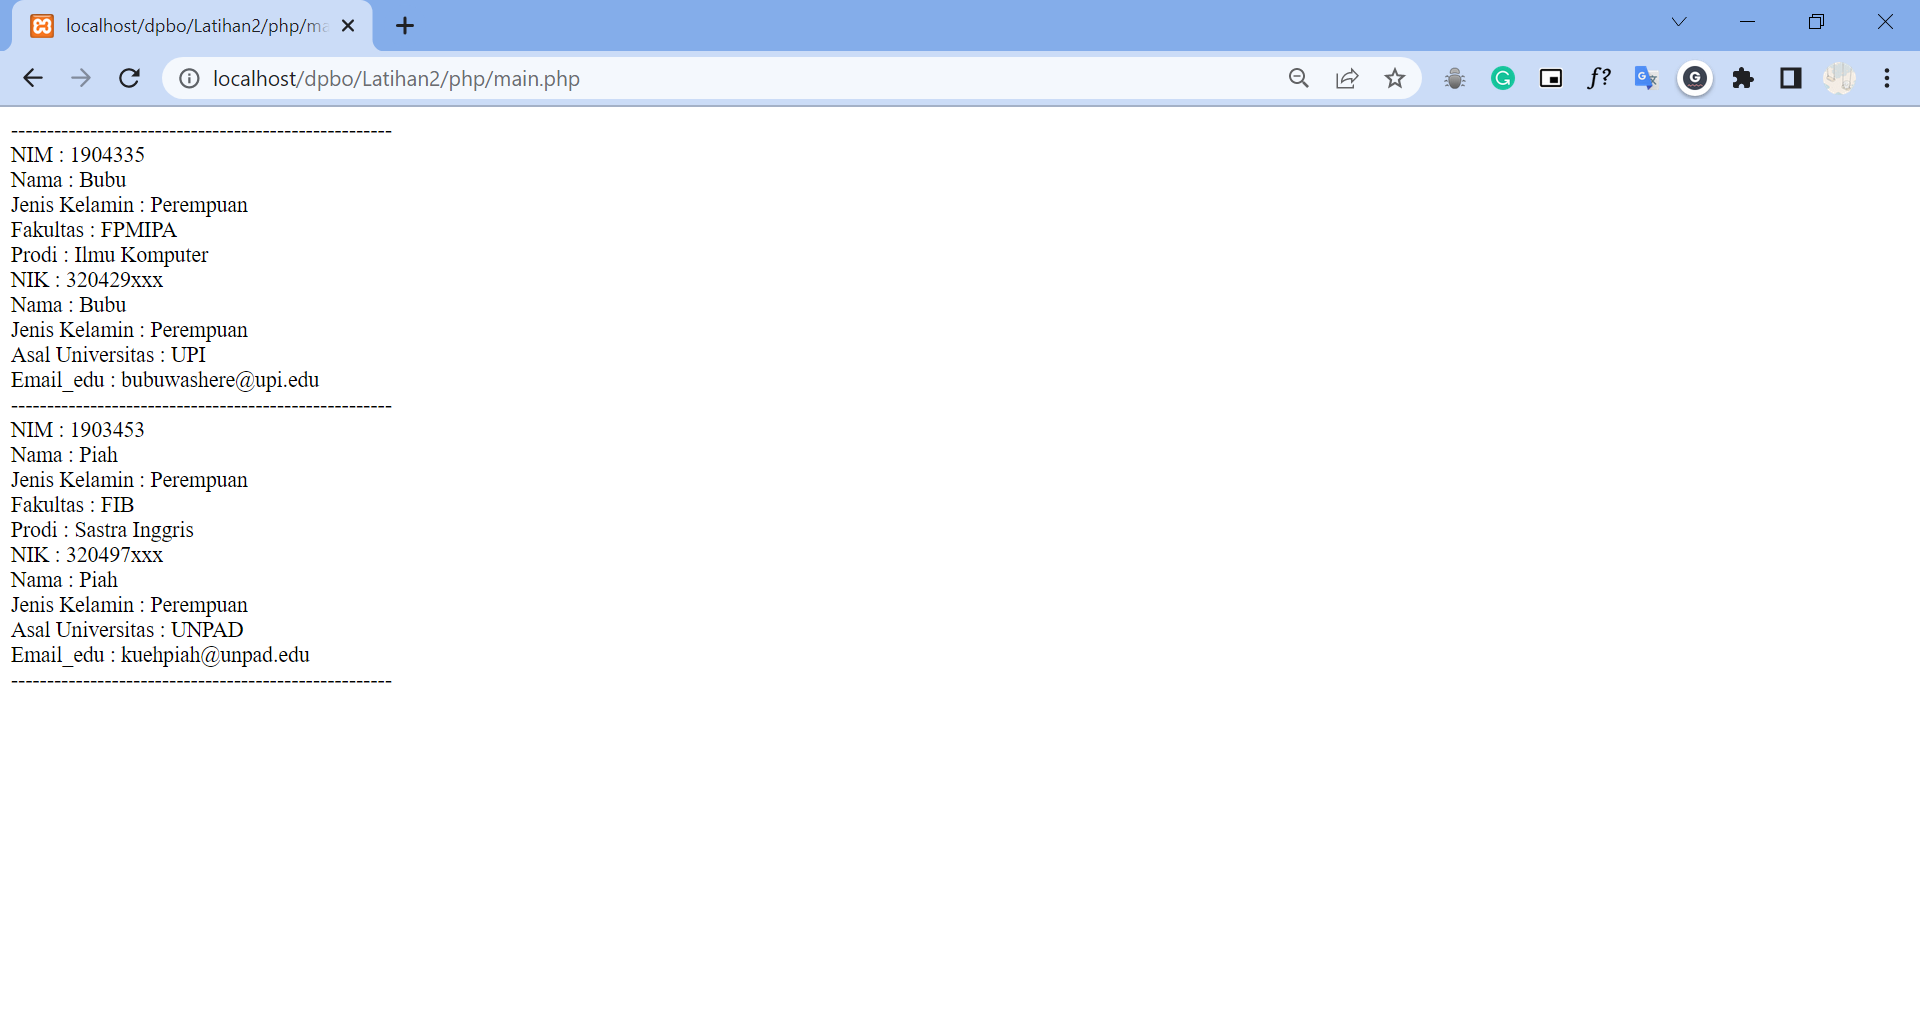 localhost/dpbo/Latihan2/php/ma
localhost/dpbo/Latihan2/php/main.php
----------------------------------------------------
NIM : 1904335
Nama : Bubu
Jenis Kelamin : Perempuan
Fakultas : FPMIPA
Prodi : Ilmu Komputer
NIK : 320429xxx
Nama : Bubu
Jenis Kelamin : Perempuan
Asal Universitas : UPI
Email_edu : bubuwashere@upi.edu
----------------------------------------------------
NIM : 1903453
Nama : Piah
Jenis Kelamin : Perempuan
Fakultas : FIB
Prodi : Sastra Inggris
NIK : 320497xxx
Nama : Piah
Jenis Kelamin : Perempuan
Asal Universitas : UNPAD
Email_edu : kuehpiah@unpad.edu
----------------------------------------------------